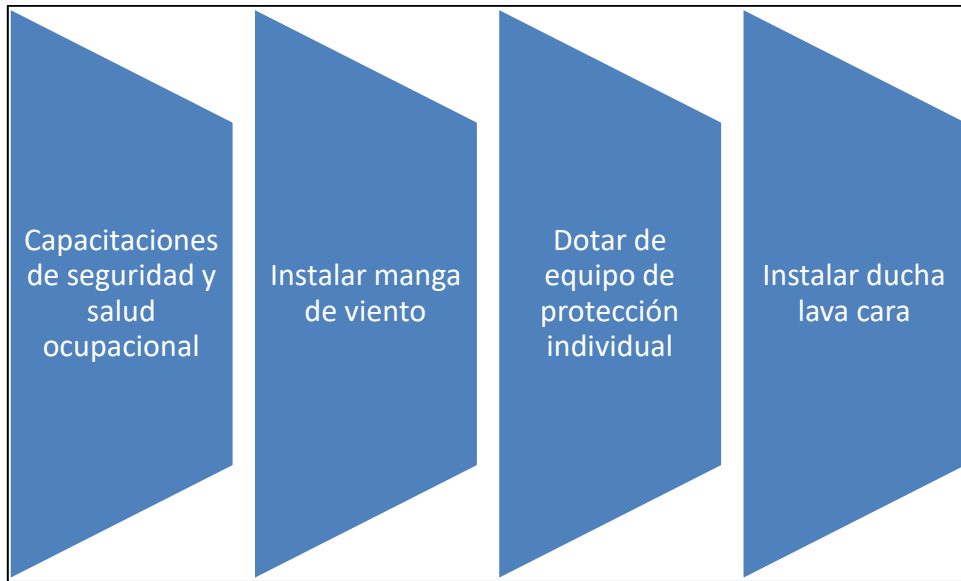 Capacitaciones
de seguridad y
salud
ocupacional
Instalar manga
de viento
Dotar de
equipo de
protección
individual
Instalar ducha
lava cara